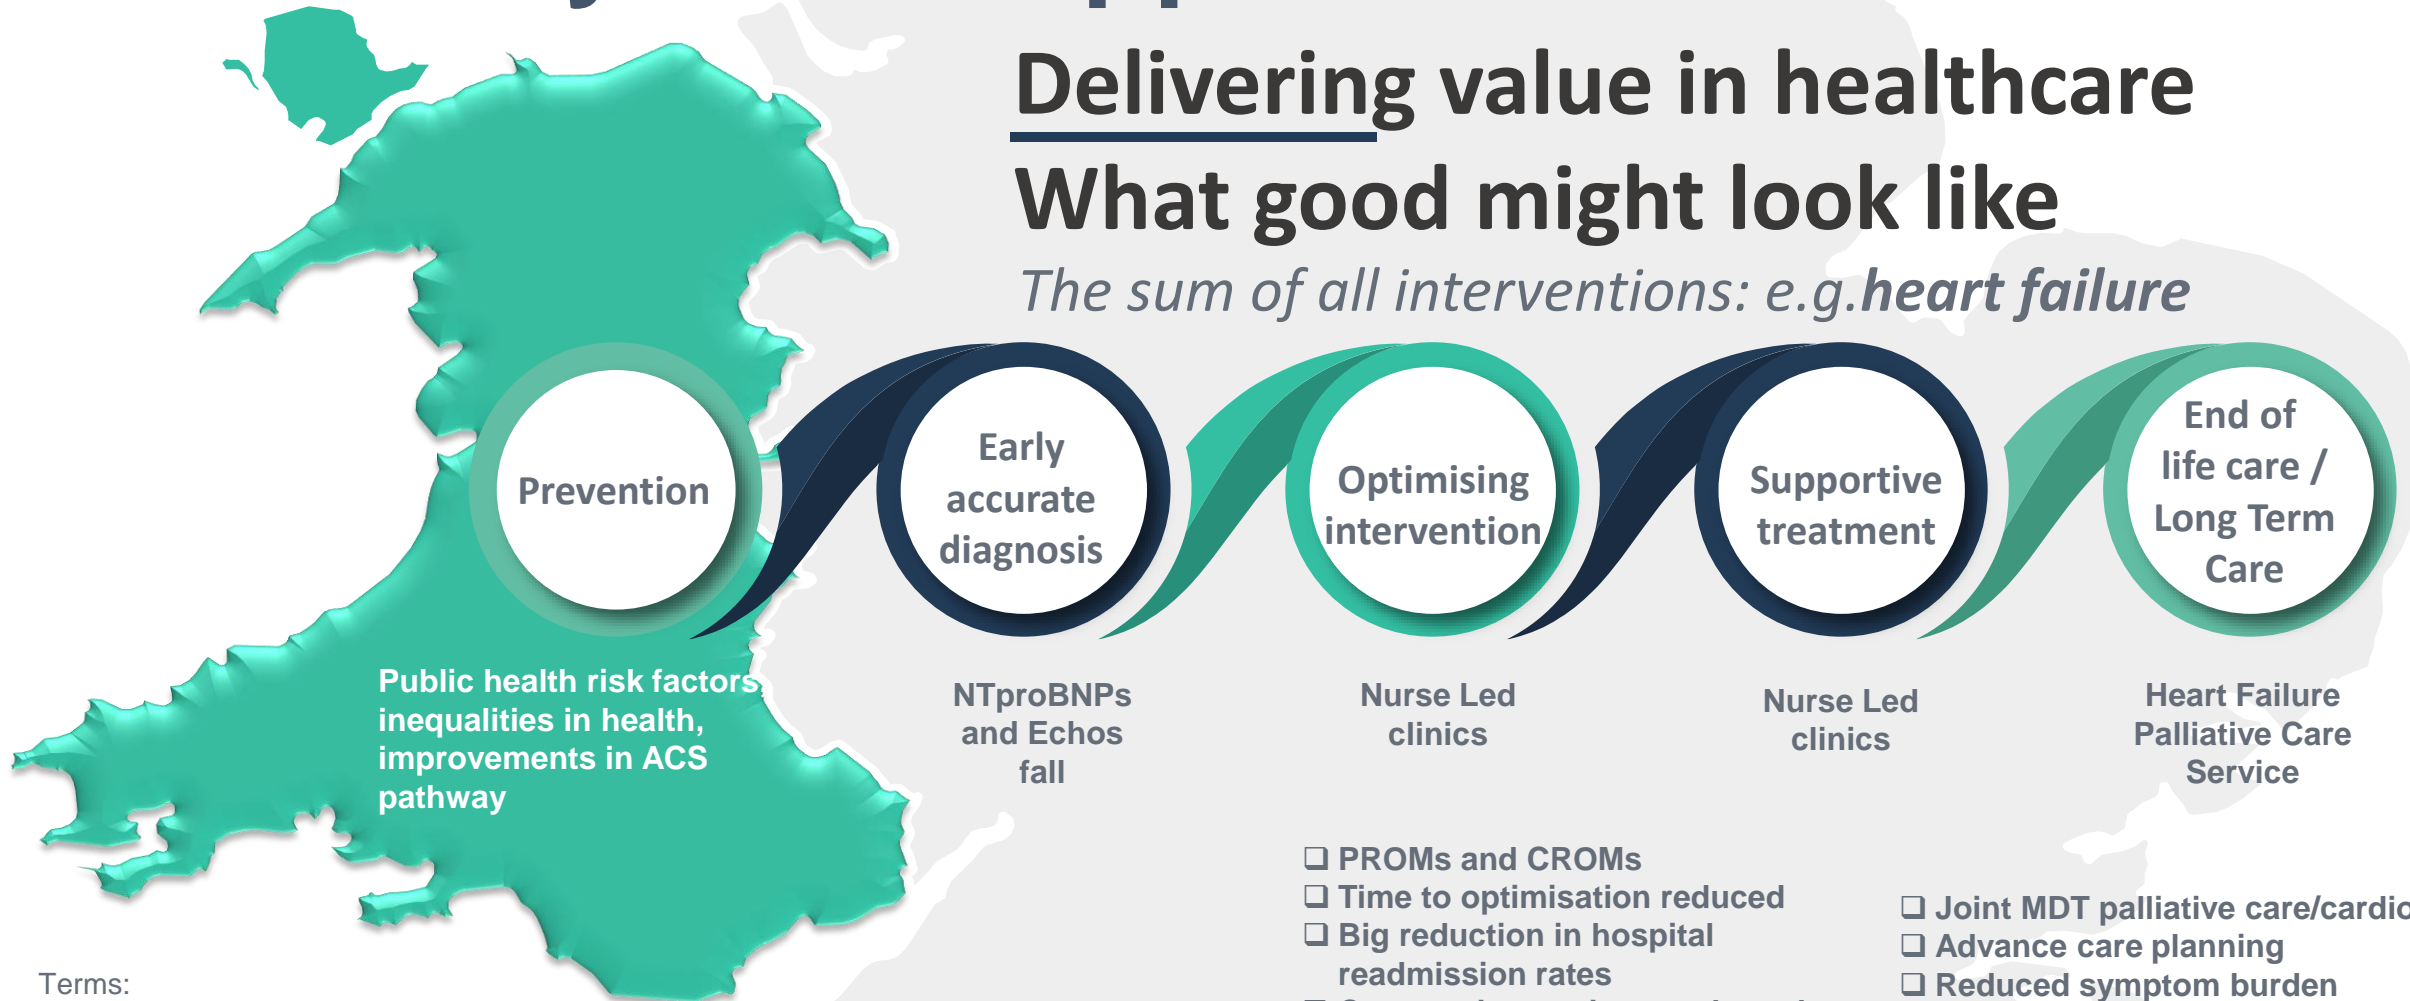 Delivering value in healthcare
What good might look like
The sum of all interventions: e.g.heart failure
Prevention
Early
accurate
diagnosis
Optimising
intervention
Supportive
treatment
End of
life care /
Long Term
Care
Public health risk factors,
inequalities in health,
improvements in ACS
pathway
NTproBNPs
and Echos
fall
Nurse Led
clinics
Nurse Led
clinics
Heart Failure
Palliative Care
Service
❑ PROMs and CROMs
❑ Time to optimisation reduced
❑ Big reduction in hospital
readmission rates
❑ Joint MDT palliative care/cardio
❑ Advance care planning
❑ Reduced symptom burden
Terms: